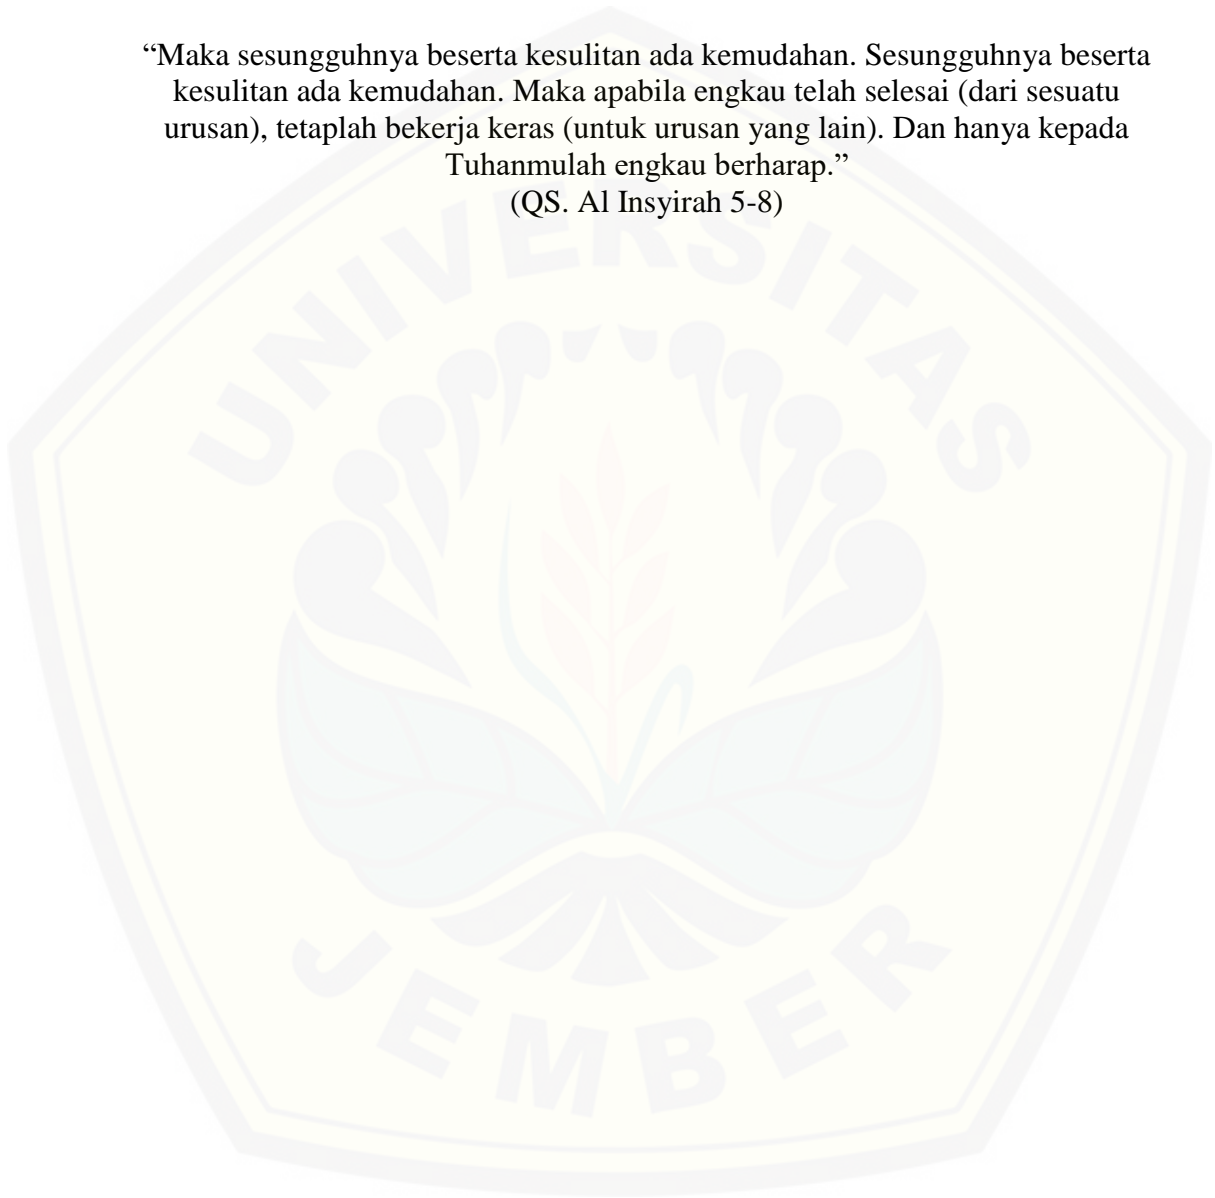 “Maka sesungguhnya beserta kesulitan ada kemudahan. Sesungguhnya beserta
kesulitan ada kemudahan. Maka apabila engkau telah selesai (dari sesuatu
urusan), tetaplah bekerja keras (untuk urusan yang lain). Dan hanya kepada
Tuhanmulah engkau berharap.”
(QS. Al Insyirah 5-8)
UNIVERSITAS
JEMBER